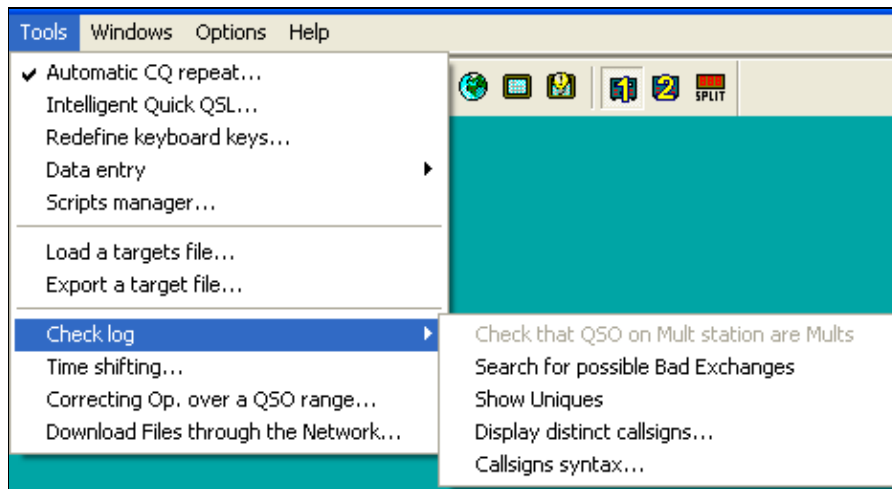 Tools Windows Options Help
Automatic CQ repeat...
Intelligent Quick QSL...
Redefine keyboard keys...
Data entry
Scripts manager...
Load a targets file...
Export a target file...
Check log
Time shifting...
Correcting Op. over a QSO range...
Download Files through the Network...
1 2 SPLIT
Check that QSO on Mult station are Mults
Search for possible Bad Exchanges
Show Uniques
Display distinct callsigns...
Callsigns syntax...